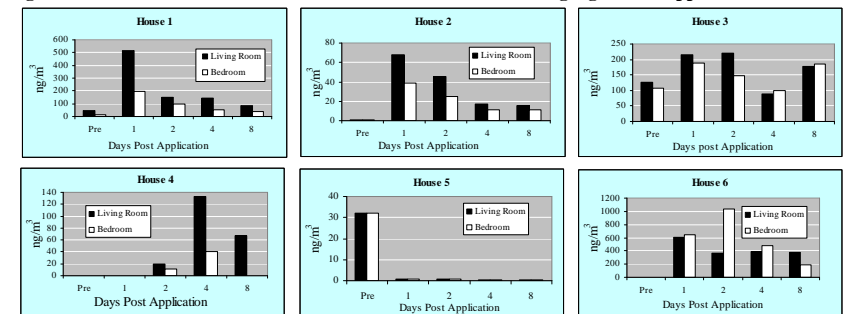 House 1
600
500
400
300
200
100
0
ng/m³
Living Room
Bedroom
Pre 1 2 4 8
Days Post Application
House 2
80
60
40
20
0
ng/m³
Living Room
Bedroom
Pre 1 2 4 8
Days Post Application
House 3
250
200
150
100
50
0
ng/m³
Pre 1 2 4 8
Days post Application
House 4
140
120
100
80
60
40
20
0
ng/m³
Living Room
Bedroom
Pre 1 2 4 8
Days Post Application
House 5
40
30
20
10
0
ng/m³
Living Room
Bedroom
Pre 1 2 4 8
Days Post Application
House 6
1200
1000
800
600
400
200
0
ng/m³
Living Room
Bedroom
Pre 1 2 4 8
Days Post Application